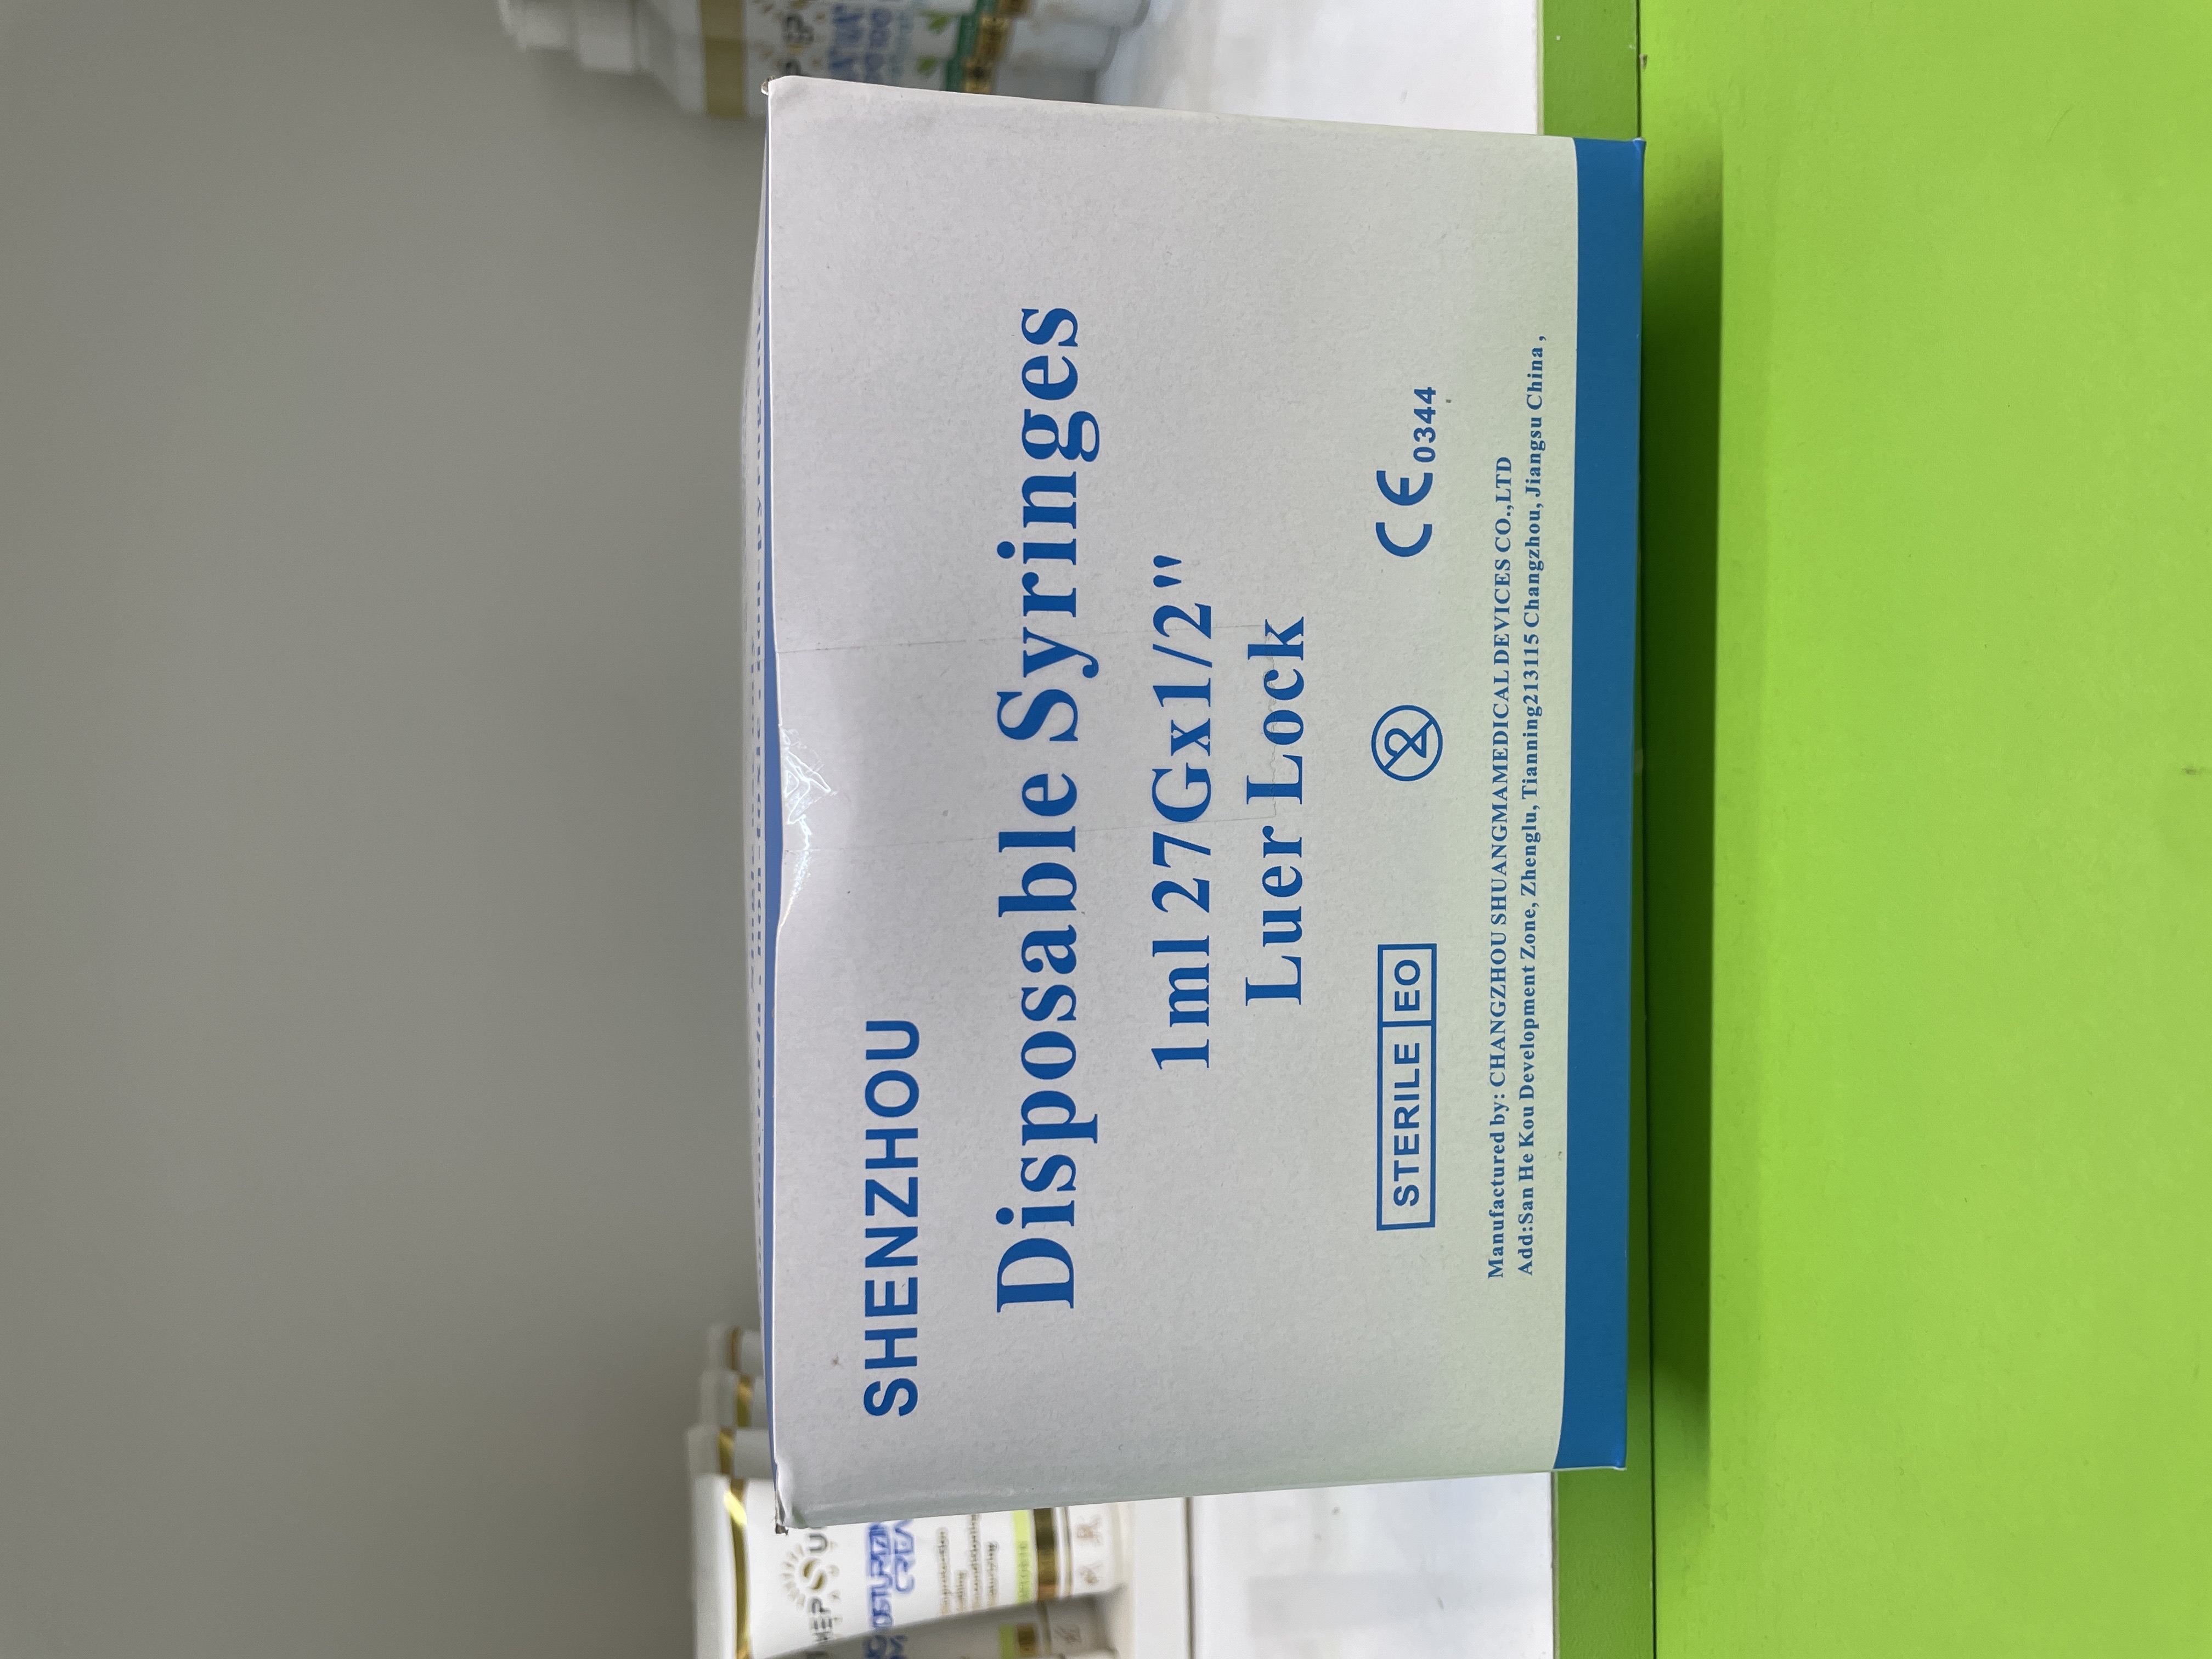 SHENZHOU
Disposable Syringes
1ml 27Gx1/2"
Luer Lock
STERILE EO
2
CE 0344
Manufactured by: CHANGZHOU SHUANGMAMEDICAL DEVICES CO.,LTD
Add:San He Kou Development Zone, Zhenglu, Tianning213115 Changzhou, Jiangsu China ,